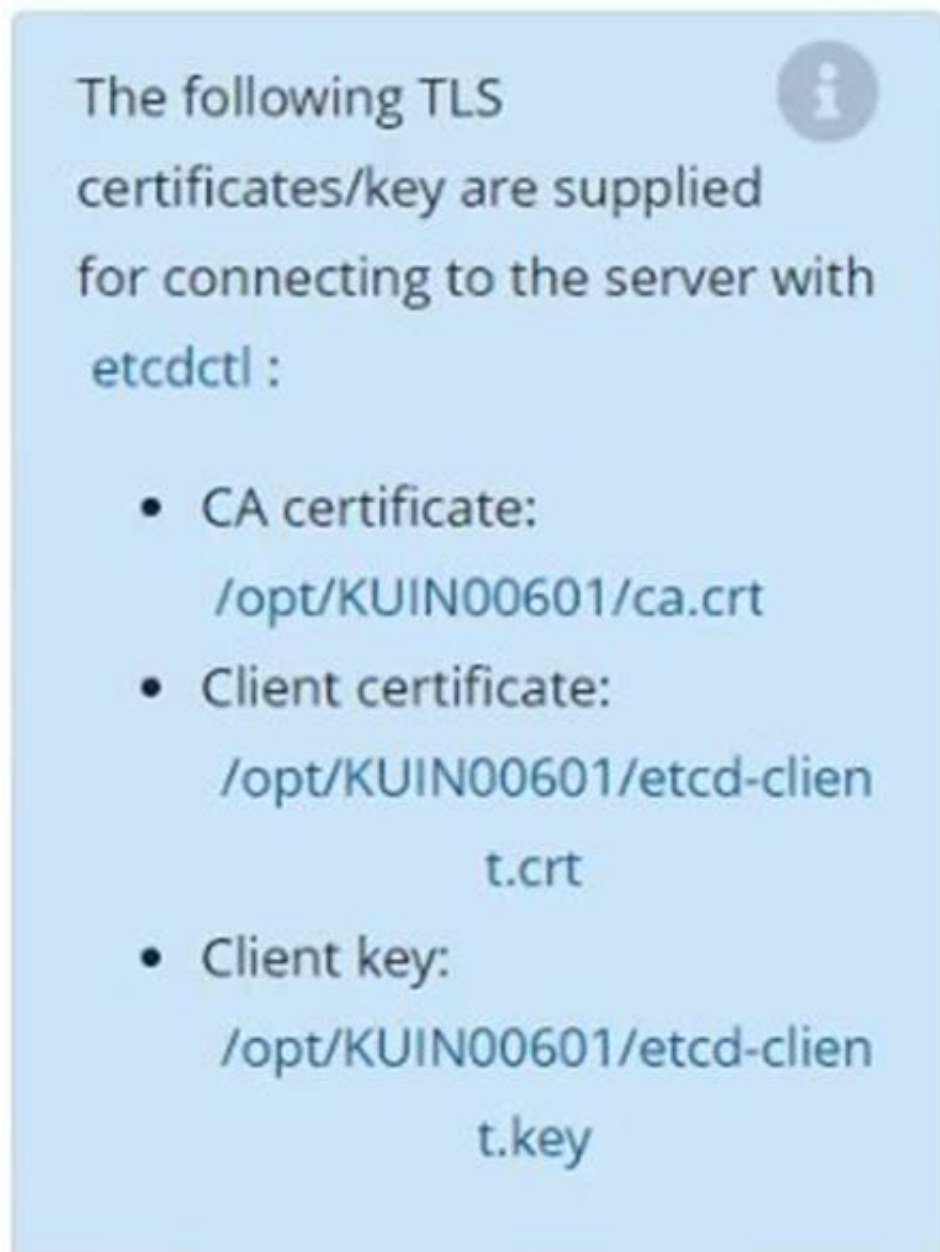 The following TLS
certificates/key are supplied
for connecting to the server with
etcdctl :
• CA certificate:
/opt/KUIN00601/ca.crt
• Client certificate:
/opt/KUIN00601/etcd-clien
t.crt
• Client key:
/opt/KUIN00601/etcd-clien
t.key